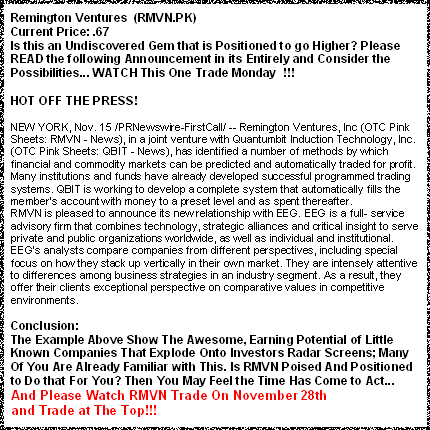 Remington Ventures (RMVN.PK)
Current Price: .67
Is this an Undiscovered Gem that is Positioned to go Higher? Please
READ the following Announcement in its Entirely and Consider the
Possibilities... WATCH This One Trade Monday !!!
HOT OFF THE PRESS!
NEW YORK, Nov. 15 /PRNewswire-FirstCall/ -- Remington Ventures, Inc (OTC Pink
Sheets: RMVN - News), in a joint venture with Quantumbit Induction Technology, Inc.
(OTC Pink Sheets: QBIT - News), has identified a number of methods by which
financial and commodity markets can be predicted and automatically traded for profit.
Many institutions and funds have already developed successful programmed trading
systems. QBIT is working to develop a complete system that automatically fills the
member's account with money to a preset level and as spent thereafter.
RMVN is pleased to announce its new relationship with EEG. EEG is a full- service
advisory firm that combines technology, strategic alliances and critical insight to serve
private and public organizations worldwide, as well as individual and institutional.
EEG's analysts compare companies from different perspectives, including special
focus on how they stack up vertically in their own market. They are intensely attentive
to differences among business strategies in an industry segment. As a result, they
offer their clients exceptional perspective on comparative values in competitive
environments.
Conclusion:
The Example Above Show The Awesome, Earning Potential of Little
Known Companies That Explode Onto Investors Radar Screens; Many
Of You Are Already Familiar with This. Is RMVN Poised And Positioned
to Do that For You? Then You May Feel the Time Has Come to Act...
And Please Watch RMVN Trade On November 28th
and Trade at The Top!!!